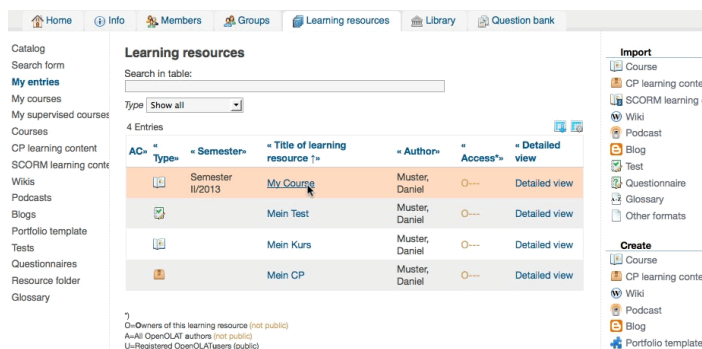 Home
Info
Members
Groups
Learning resources
Library
Question bank
Catalog
Search form
My entries
My courses
My supervised courses
Courses
CP learning content
SCORM learning conte
Wikis
Podcasts
Blogs
Portfolio template
Tests
Questionnaires
Resource folder
Glossary
Learning resources
Search in table:
Type Show all
4 Entries
AC» « Type» « Semester» « Title of learning resource ↑» « Author» « Access*» « Detailed view
Semester II/2013 My Course Muster, Daniel O--- Detailed view
Mein Test Muster, Daniel O--- Detailed view
Mein Kurs Muster, Daniel O--- Detailed view
Mein CP Muster, Daniel O--- Detailed view
*)
O=Owners of this learning resource (not public)
A=All OpenOLAT authors (not public)
U=Registered OpenOLATusers (public)
Import
Course
CP learning conte
SCORM learning
Wiki
Podcast
Blog
Test
Questionnaire
Glossary
Other formats
Create
Course
CP learning conte
Wiki
Podcast
Blog
Portfolio template